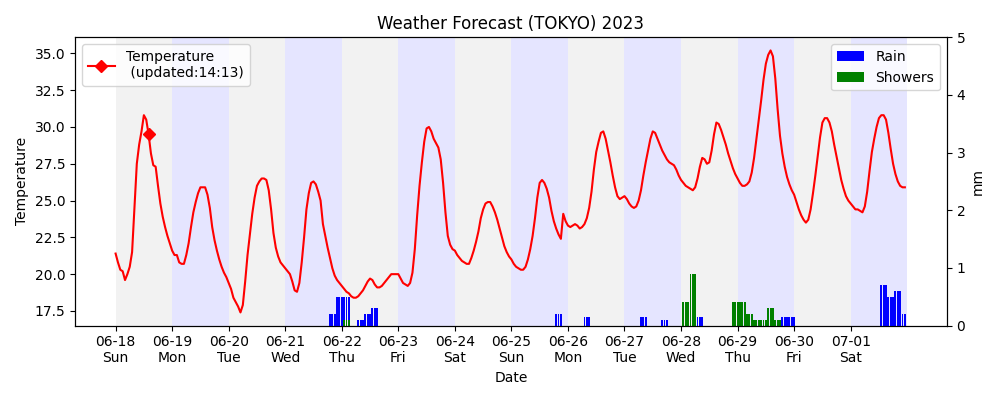 Weather Forecast (TOKYO) 2023
Temperature
(updated:14:13)
Rain
Showers
35.0
32.5
30.0
27.5
25.0
22.5
20.0
17.5
Temperature
5
4
3
2
1
0
mm
06-18 06-19 06-20 06-21 06-22 06-23 06-24 06-25 06-26 06-27 06-28 06-29 06-30 07-01
Sun Mon Tue Wed Thu Fri Sat Sun Mon Tue Wed Thu Fri Sat
Date